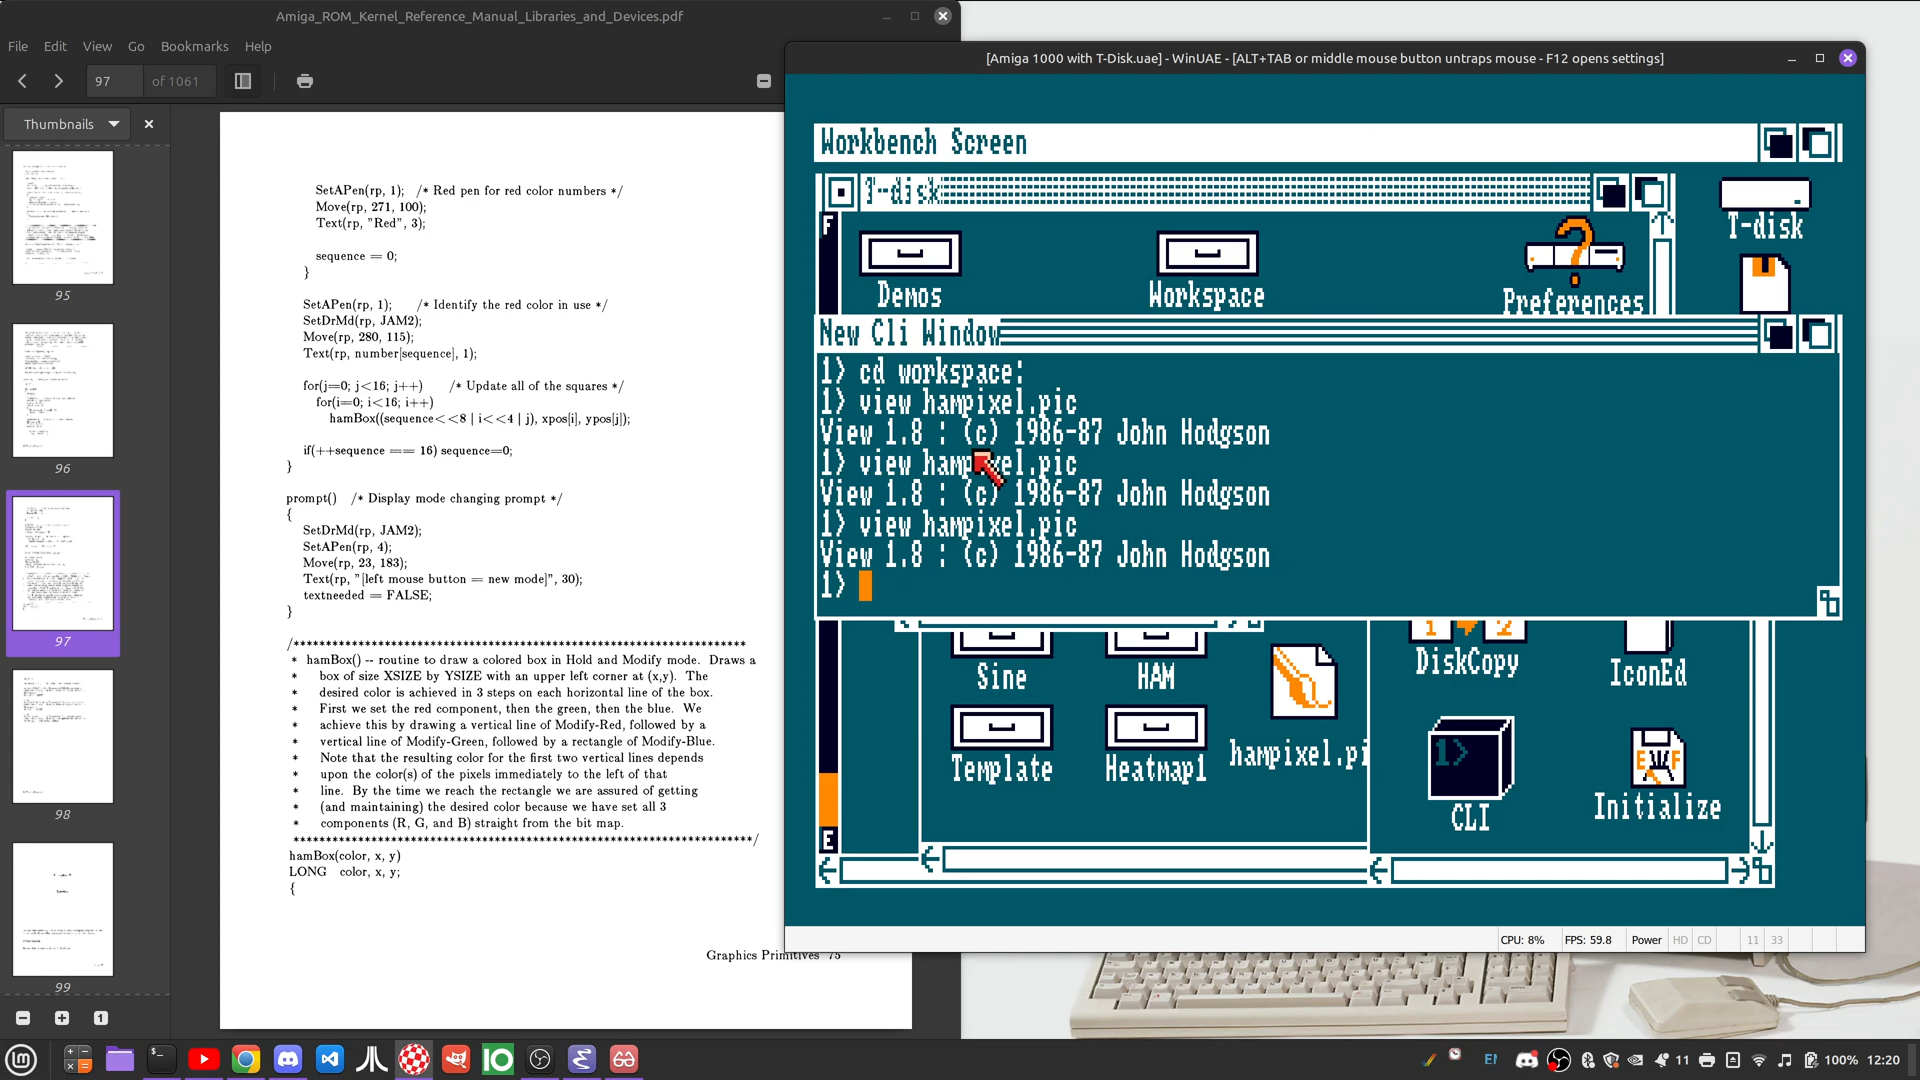 Amiga_ROM_Kernel_Reference_Manual_Libraries_and_Devices.pdf
File Edit View Go Bookmarks Help
97 of 1061
Thumbnails
95
96
97
98
99
SetAPen(rp, 1); /* Red pen for red color numbers */
Move(rp, 271, 100);
Text(rp, "Red", 3);
sequence = 0;
}
SetAPen(rp, 1); /* Identify the red color in use */
SetDrMd(rp, JAM2);
Move(rp, 280, 115);
Text(rp, number[sequence], 1);
for(j=0; j<16; j++) /* Update all of the squares */
for(i=0; i<16; i++)
hamBox((sequence<<8 | i<<4 | j), xpos[i], ypos[j]);
if(++sequence == 16) sequence=0;
}
prompt() /* Display mode changing prompt */
{
SetDrMd(rp, JAM2);
SetAPen(rp, 4);
Move(rp, 23, 183);
Text(rp, "[left mouse button = new mode]", 30);
textneeded = FALSE;
}
/***********************************************************************
* hamBox() -- routine to draw a colored box in Hold and Modify mode. Draws a
* box of size XSIZE by YSIZE with an upper left corner at (x,y). The
* desired color is achieved in 3 steps on each horizontal line of the box.
* First we set the red component, then the green, then the blue. We
* achieve this by drawing a vertical line of Modify-Red, followed by a
* vertical line of Modify-Green, followed by a rectangle of Modify-Blue.
* Note that the resulting color for the first two vertical lines depends
* upon the color(s) of the pixels immediately to the left of that
* line. By the time we reach the rectangle we are assured of getting
* (and maintaining) the desired color because we have set all 3
* components (R, G, and B) straight from the bit map.
***********************************************************************/
hamBox(color, x, y)
LONG color, x, y;
{
Graphics Primitives 75
[Amiga 1000 with T-Disk.uae] - WinUAE - [ALT+TAB or middle mouse button untraps mouse - F12 opens settings]
Workbench Screen
T-disk
F
Demos
Workspace
Preferences
T-disk
New Cli Window
1> cd workspace:
1> view hampixel.pic
View 1.8 : (c) 1986-87 John Hodgson
1> view hampixel.pic
View 1.8 : (c) 1986-87 John Hodgson
1> view hampixel.pic
View 1.8 : (c) 1986-87 John Hodgson
1>
1 2
Sine
HAM
DiskCopy
IconEd
Template
Heatmap1
hampixel.pi
1>
CLI
Initialize
E
CPU: 8% FPS: 59.8 Power HD CD 11 33
EN 11 100% 12:20